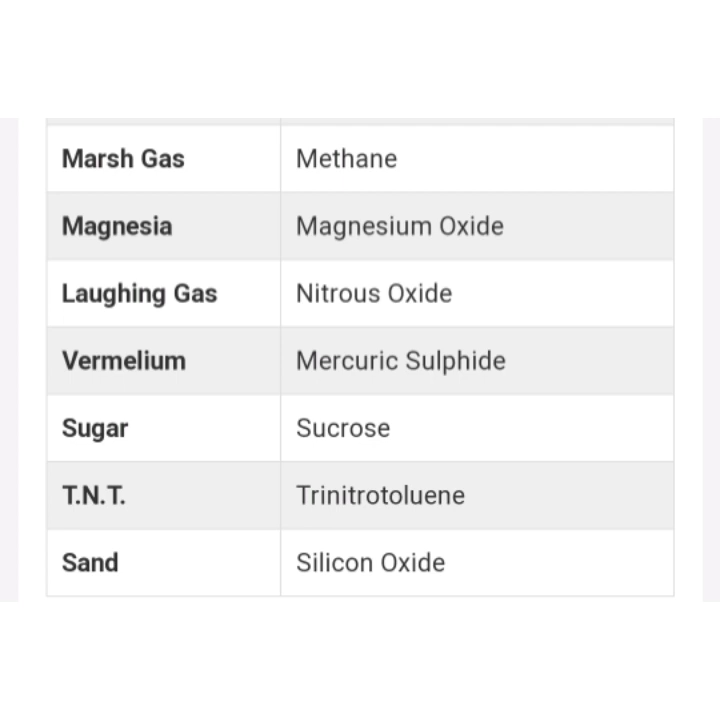 Marsh Gas Methane
Magnesia Magnesium Oxide
Laughing Gas Nitrous Oxide
Vermelium Mercuric Sulphide
Sugar Sucrose
T.N.T. Trinitrotoluene
Sand Silicon Oxide